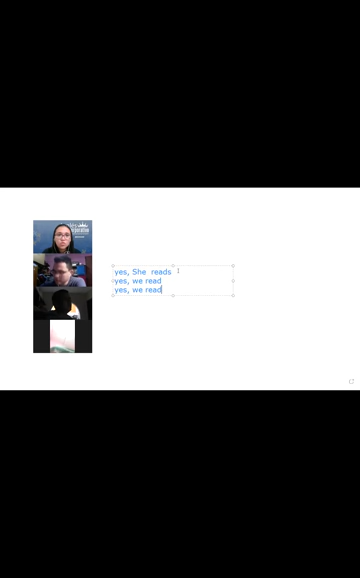 yes, She  reads
yes, we read
yes, we read